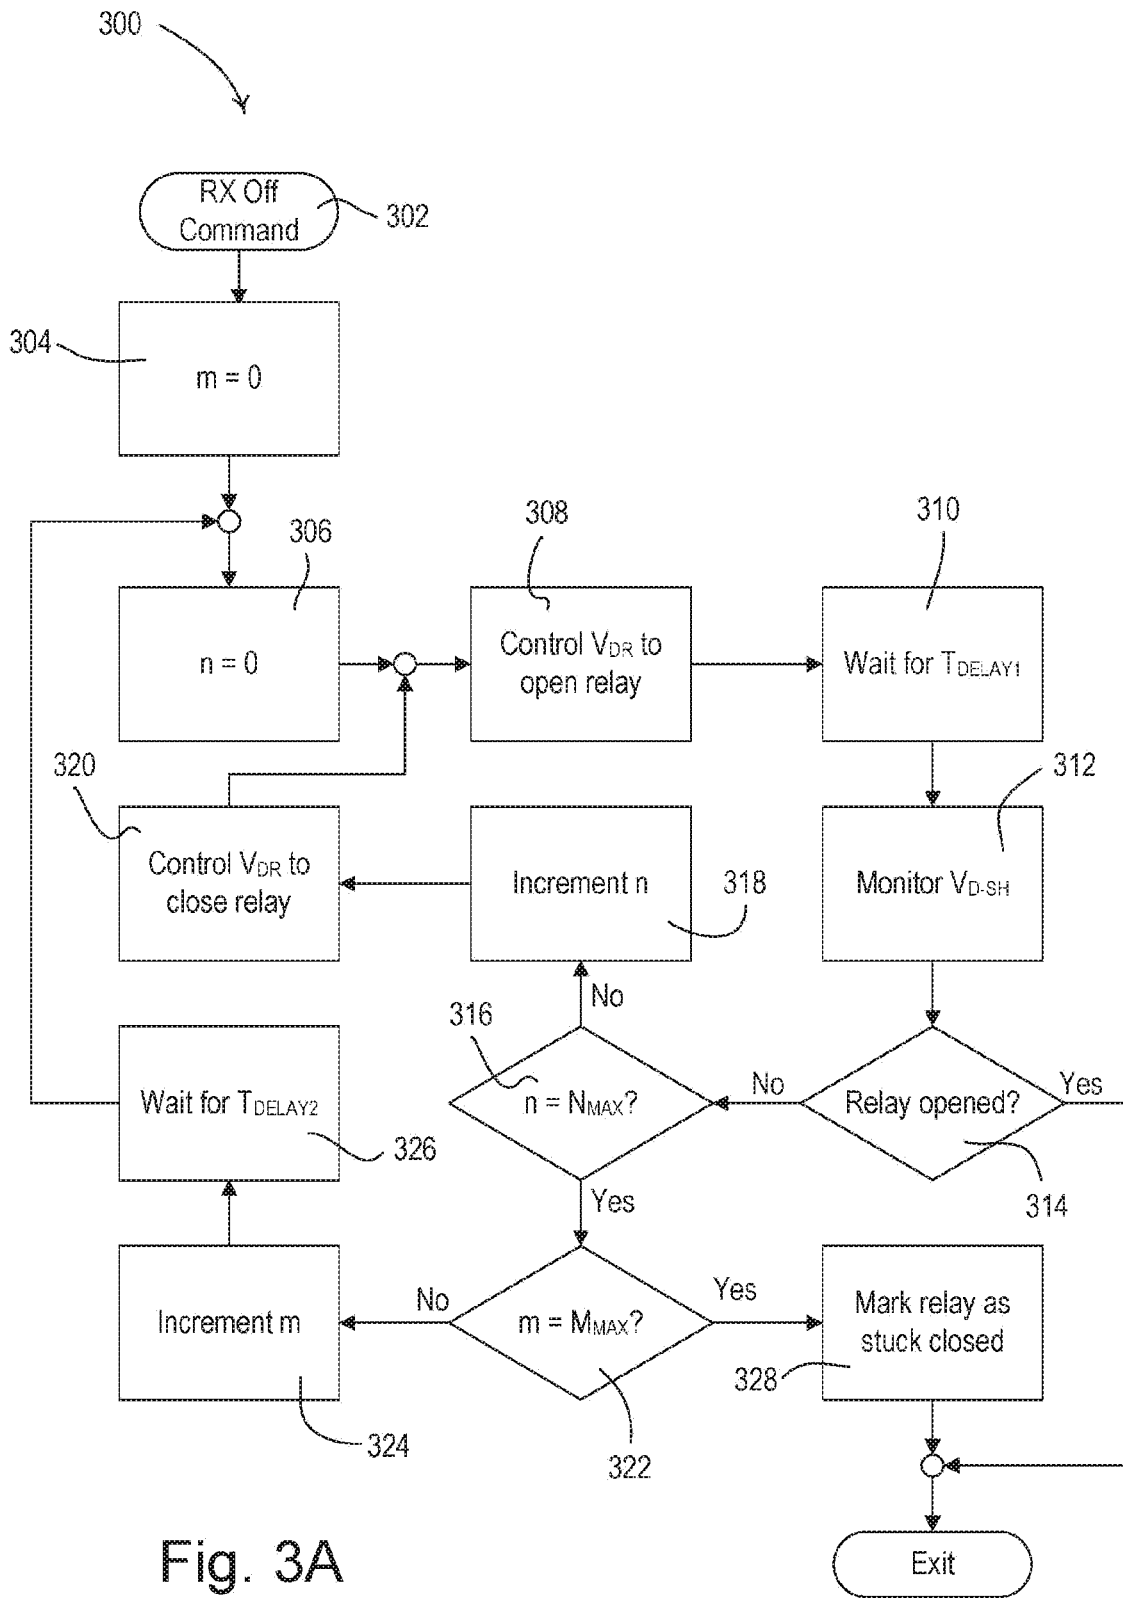 300
RX Off
Command
302
304
m = 0
306
308
310
n = 0
Control VDR to
open relay
Wait for TDELAY1
320
312
Control VDR to
close relay
Increment n
318
Monitor VD-SH
No
316
Wait for TDELAY2
326
n = NMAX?
No
Relay opened?
Yes
314
Yes
Increment m
324
No
m = MMAX?
322
Yes
Mark relay as
stuck closed
328
Exit
Fig. 3A